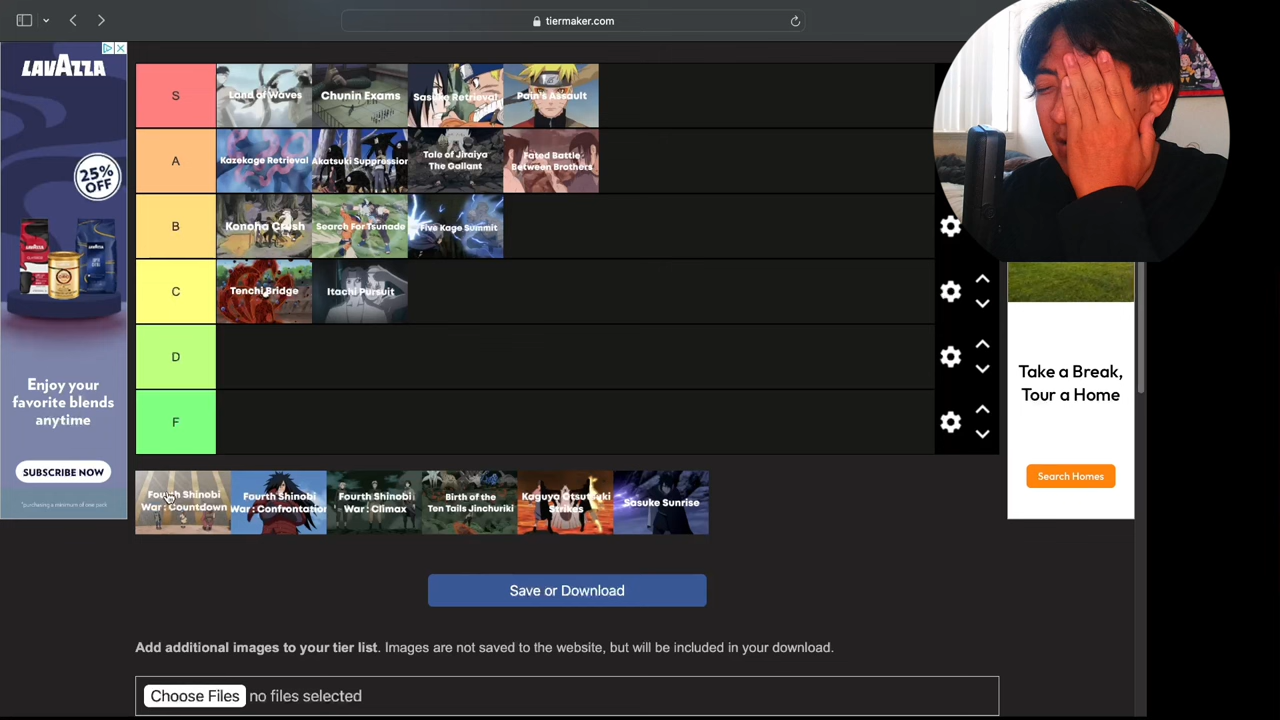 tiermaker.com
LAVAZZA
25%
OFF
Enjoy your
favorite blends
anytime
SUBSCRIBE NOW
*purchasing a minimum of one pack
S
Land of Waves
Chunin Exams
Sasuke Retrieval
Pain's Assault
A
Kazekage Retrieval
Akatsuki Suppression
Tale of Jiraiya
The Gallant
Fated Battle
Between Brothers
B
Konoha Crush
Search For Tsunade
Five Kage Summit
C
Tenchi Bridge
Itachi Pursuit
D
F
Fourth Shinobi
War : Countdown
Fourth Shinobi
War : Confrontation
Fourth Shinobi
War : Climax
Birth of the
Ten Tails Jinchuriki
Kaguya Otsutsuki
Strikes
Sasuke Sunrise
Take a Break,
Tour a Home
Search Homes
Save or Download
Add additional images to your tier list. Images are not saved to the website, but will be included in your download.
Choose Files no files selected